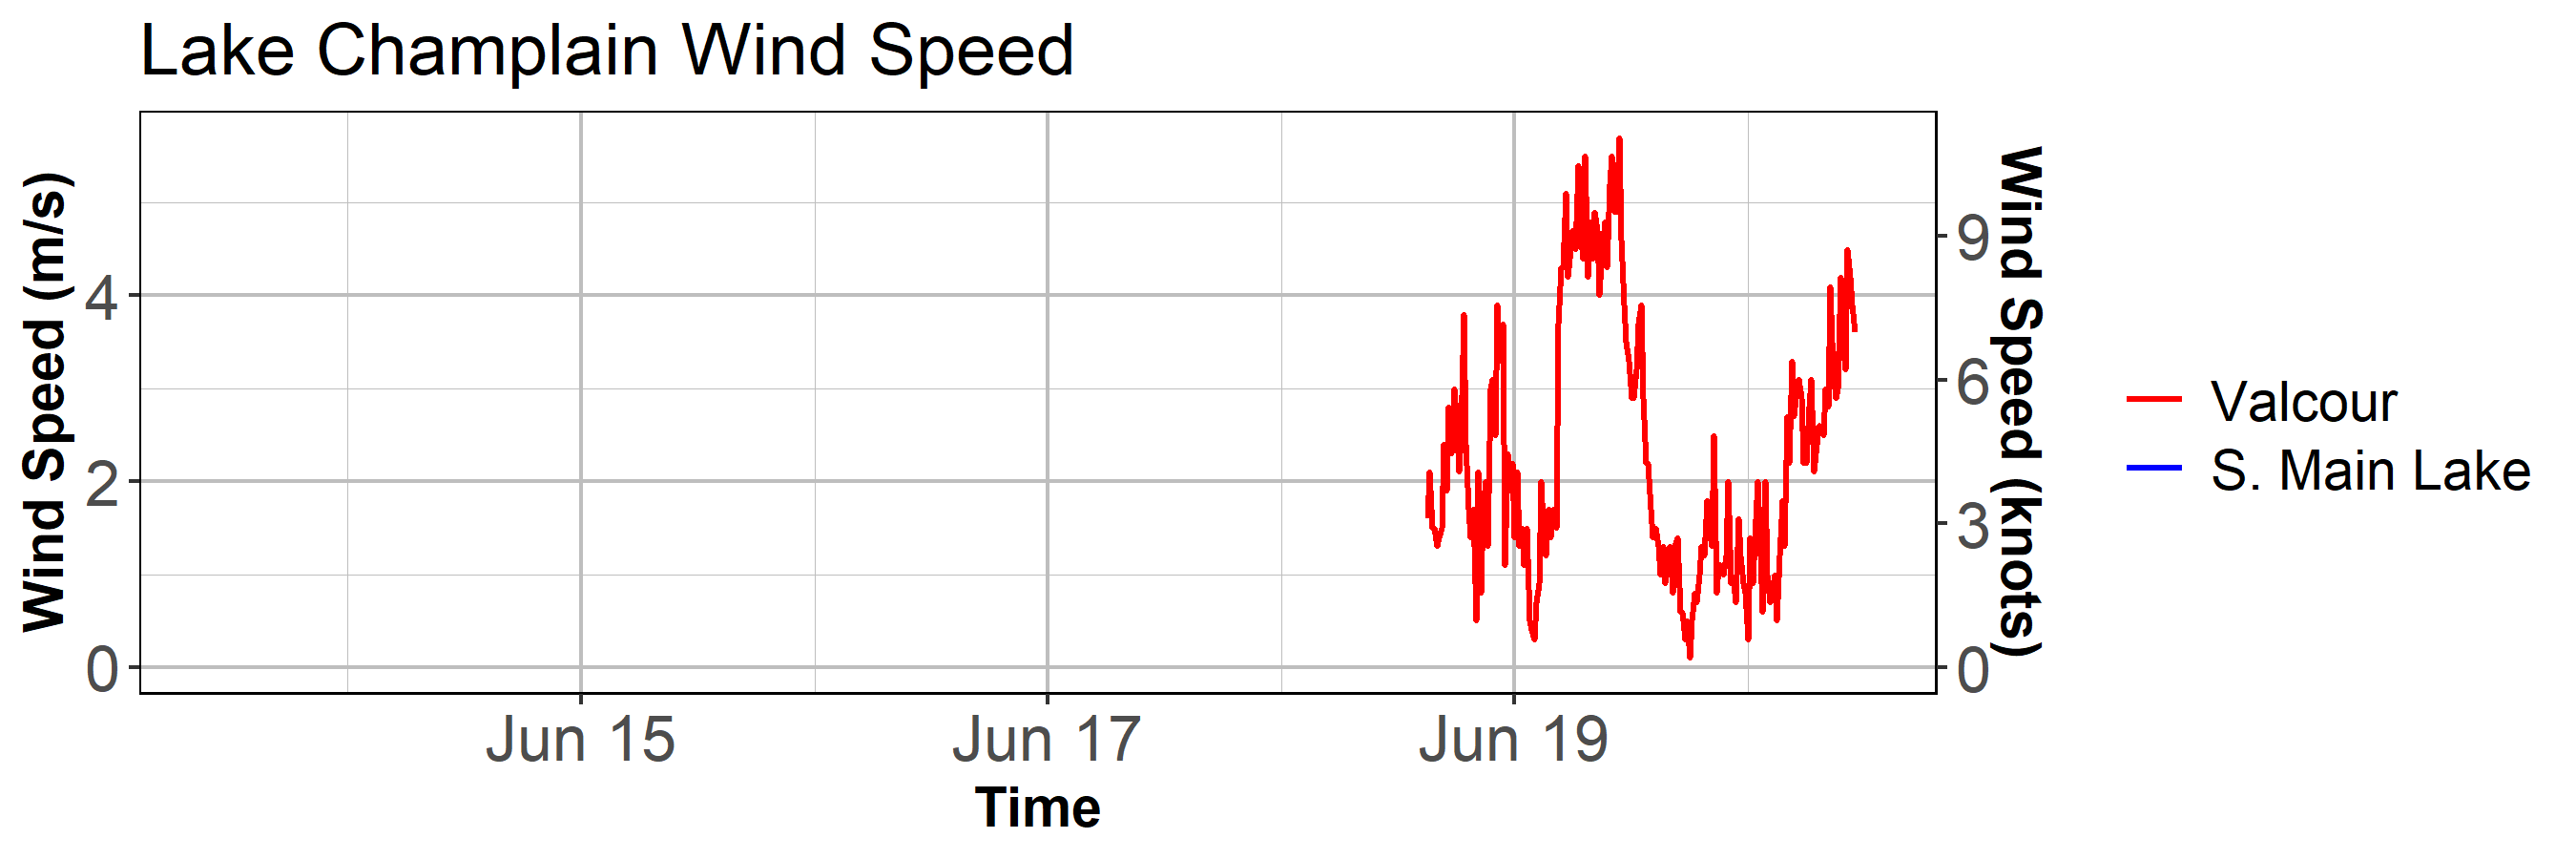 Lake Champlain Wind Speed
Wind Speed (m/s)
4
2
0
9
6
3
0
Wind Speed (knots)
Jun 15
Jun 17
Jun 19
Time
Valcour
S. Main Lake